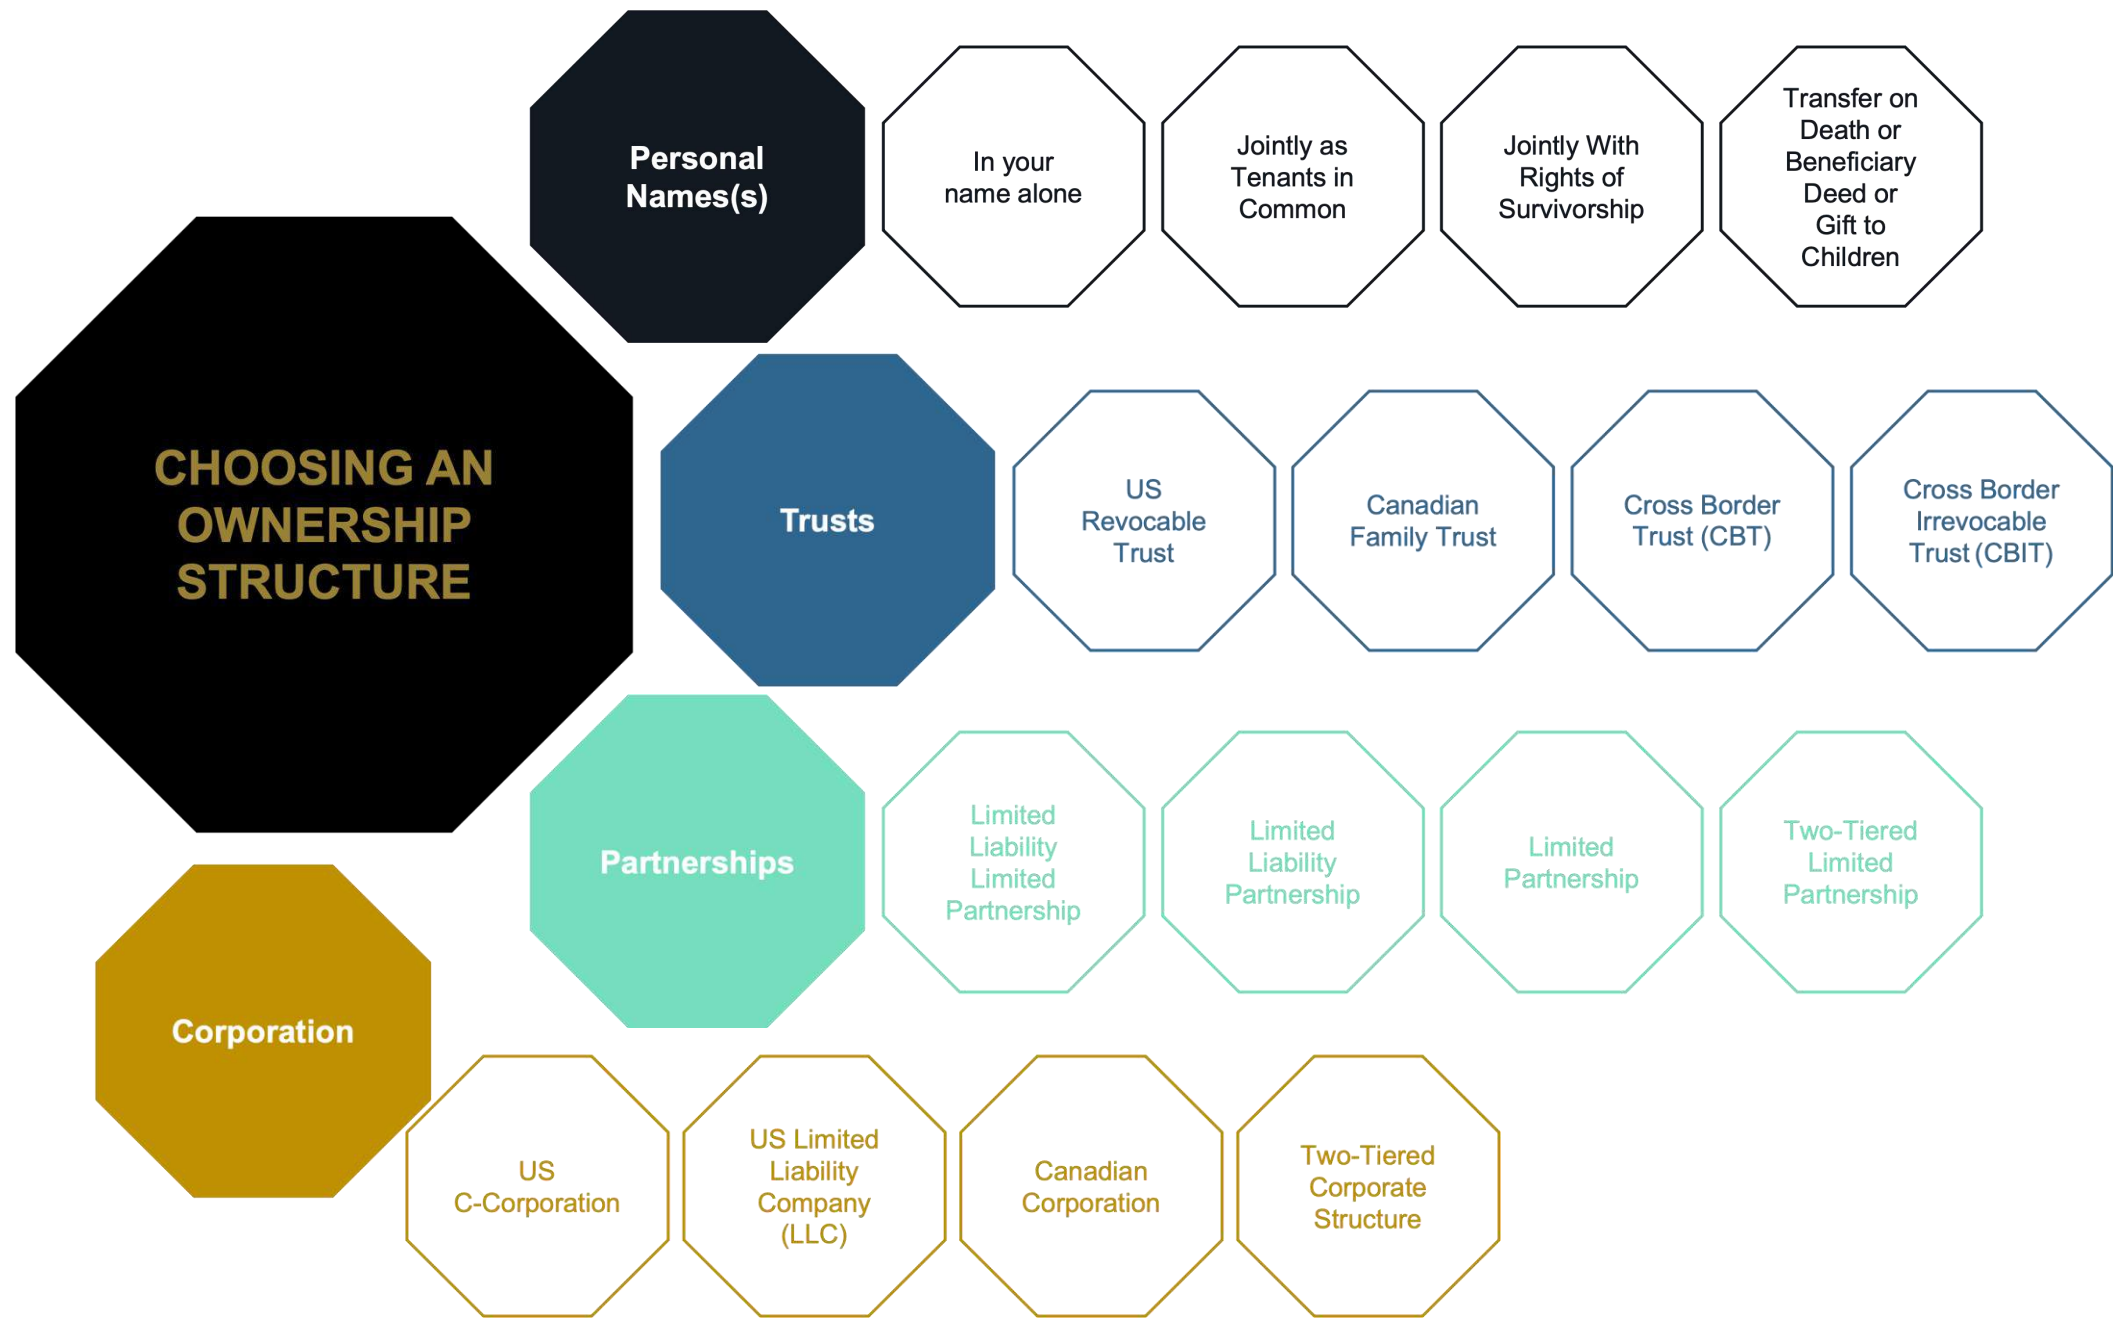 Personal
Names(s)
In your
name alone
Jointly as
Tenants in
Common
Jointly With
Rights of
Survivorship
Transfer on
Death or
Beneficiary
Deed or
Gift to
Children
CHOOSING AN
OWNERSHIP
STRUCTURE
Trusts
US
Revocable
Trust
Canadian
Family Trust
Cross Border
Trust (CBT)
Cross Border
Irrevocable
Trust (CBIT)
Partnerships
Limited
Liability
Limited
Partnership
Limited
Liability
Partnership
Limited
Partnership
Two-Tiered
Limited
Partnership
Corporation
US
C-Corporation
US Limited
Liability
Company
(LLC)
Canadian
Corporation
Two-Tiered
Corporate
Structure